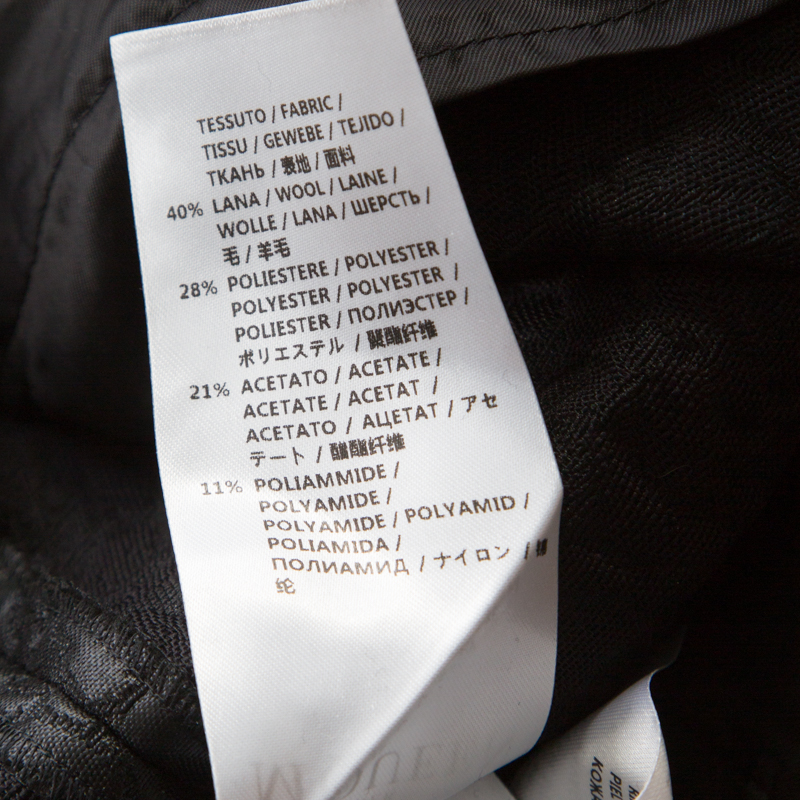 TESSUTO / FABRIC /
TISSU / GEWEBE / TEJIDO /
ТКАНЬ / 表地 / 面料
40% LANA / WOOL / LAINE /
WOLLE / LANA / ШЕРСТЬ /
毛 / 羊毛
28% POLIESTERE / POLYESTER /
POLYESTER / POLYESTER /
POLIESTER / ПОЛИЭСТЕР /
ポリエステル / 聚酯纤维
21% ACETATO / ACETATE /
ACETATE / ACETAT /
ACETATO / АЦЕТАТ / アセ
テート / 醋酯纤维
11% POLIAMMIDE /
POLYAMIDE /
POLYAMIDE / POLYAMID /
POLIAMIDA /
ПОЛИАМИД / ナイロン / 锦
纶
PIEL
КОЖА